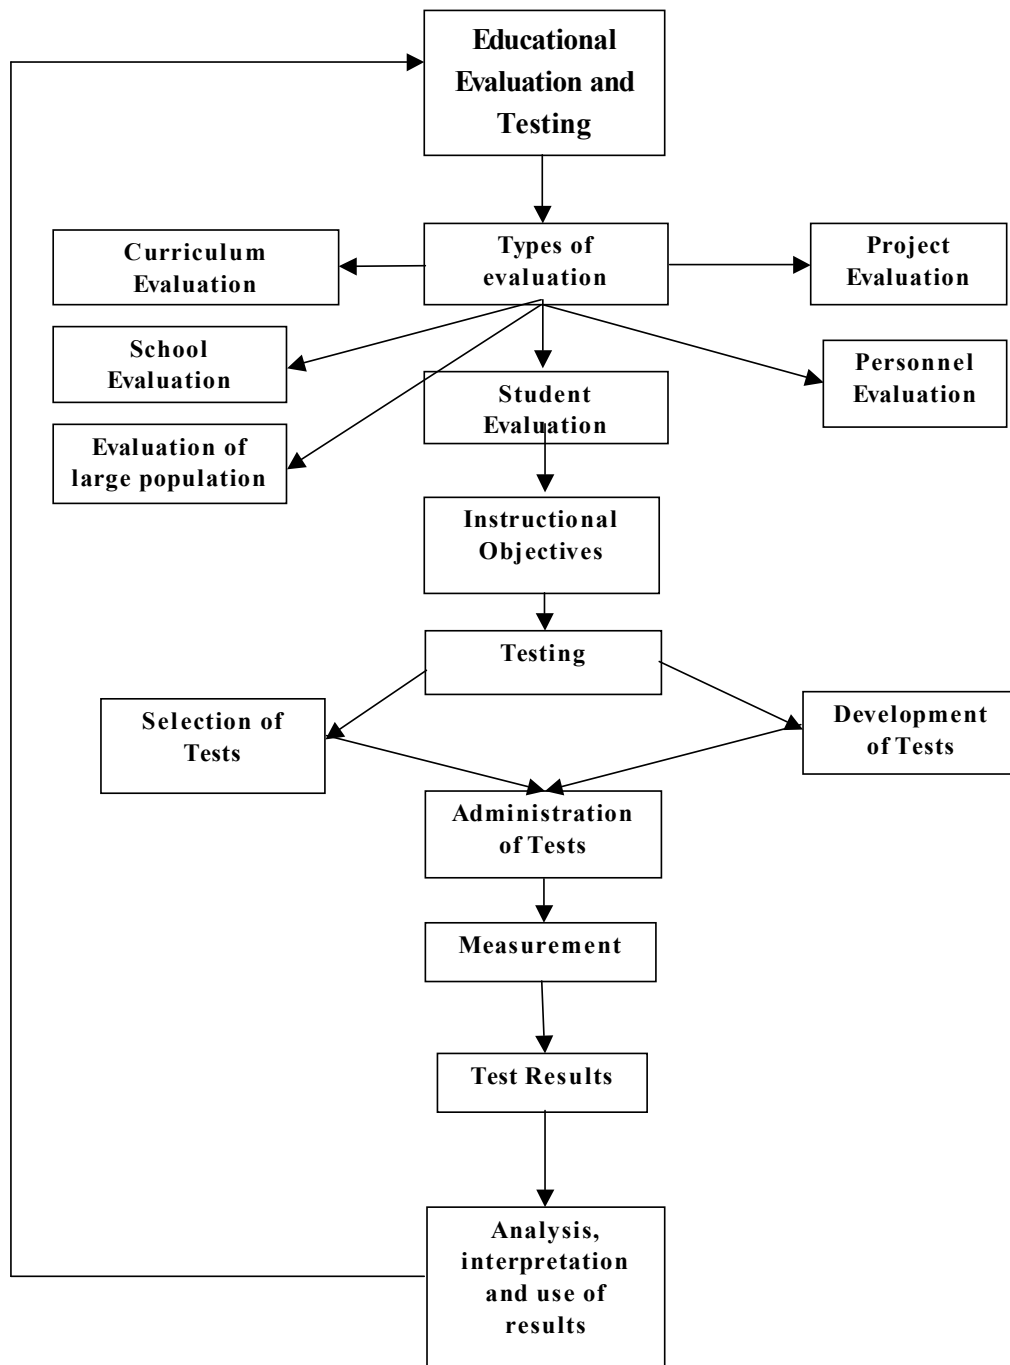 Educational
Evaluation and
Testing
Types of
evaluation
Curriculum
Evaluation
Project
Evaluation
School
Evaluation
Personnel
Evaluation
Student
Evaluation
Evaluation of
large population
Instructional
Objectives
Testing
Selection of
Tests
Development
of Tests
Administration
of Tests
Measurement
Test Results
Analysis,
interpretation
and use of
results